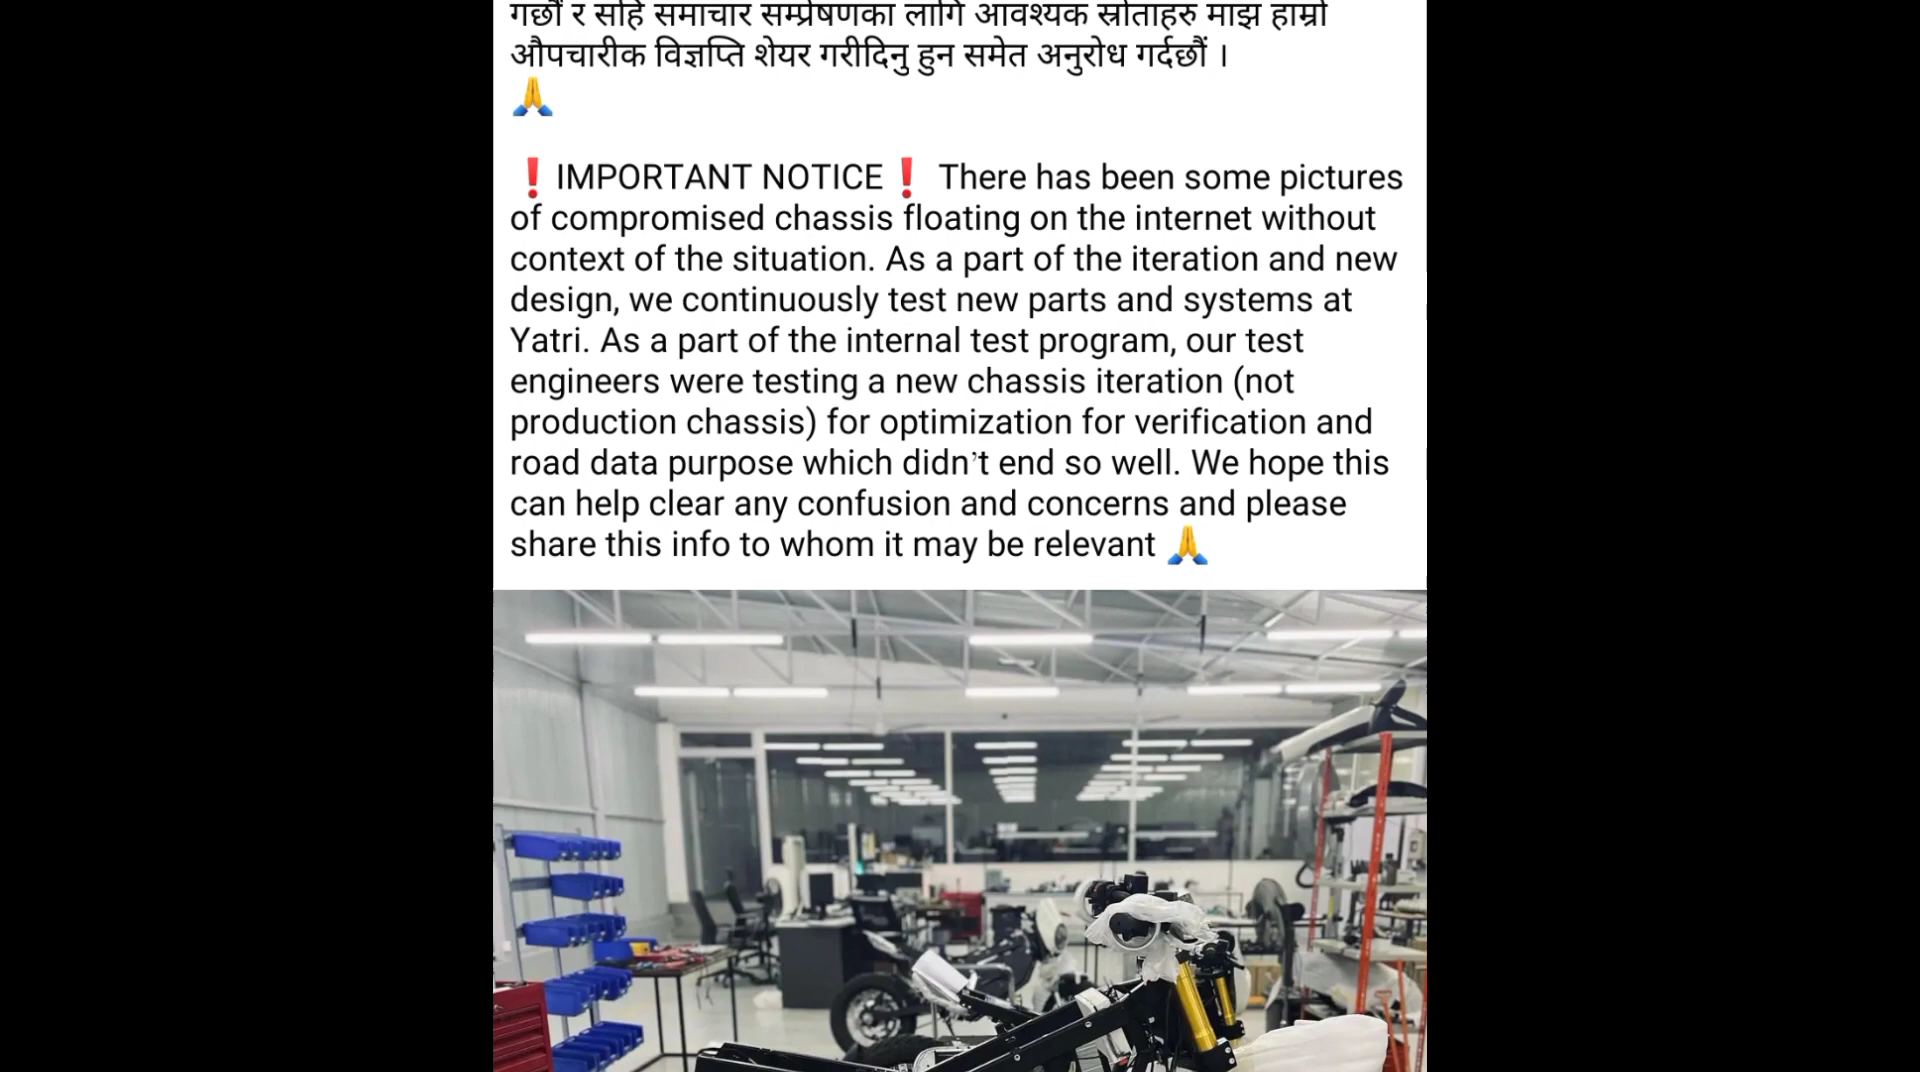 गर्छौं र सहि समाचार सम्प्रेषणका लागि आवश्यक स्रोतहरु माझ हाम्रो
औपचारीक विज्ञप्ति शेयर गरीदिनु हुन समेत अनुरोध गर्दछौं ।
🙏
❗IMPORTANT NOTICE❗ There has been some pictures
of compromised chassis floating on the internet without
context of the situation. As a part of the iteration and new
design, we continuously test new parts and systems at
Yatri. As a part of the internal test program, our test
engineers were testing a new chassis iteration (not
production chassis) for optimization for verification and
road data purpose which didn’t end so well. We hope this
can help clear any confusion and concerns and please
share this info to whom it may be relevant 🙏